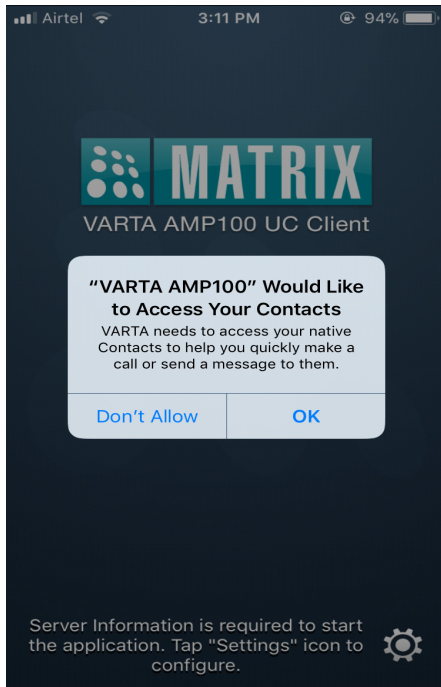 Airtel 3:11 PM 94%
MATRIX
VARTA AMP100 UC Client
“VARTA AMP100” Would Like
to Access Your Contacts
VARTA needs to access your native
Contacts to help you quickly make a
call or send a message to them.
Don’t Allow OK
Server Information is required to start
the application. Tap "Settings" icon to
configure.